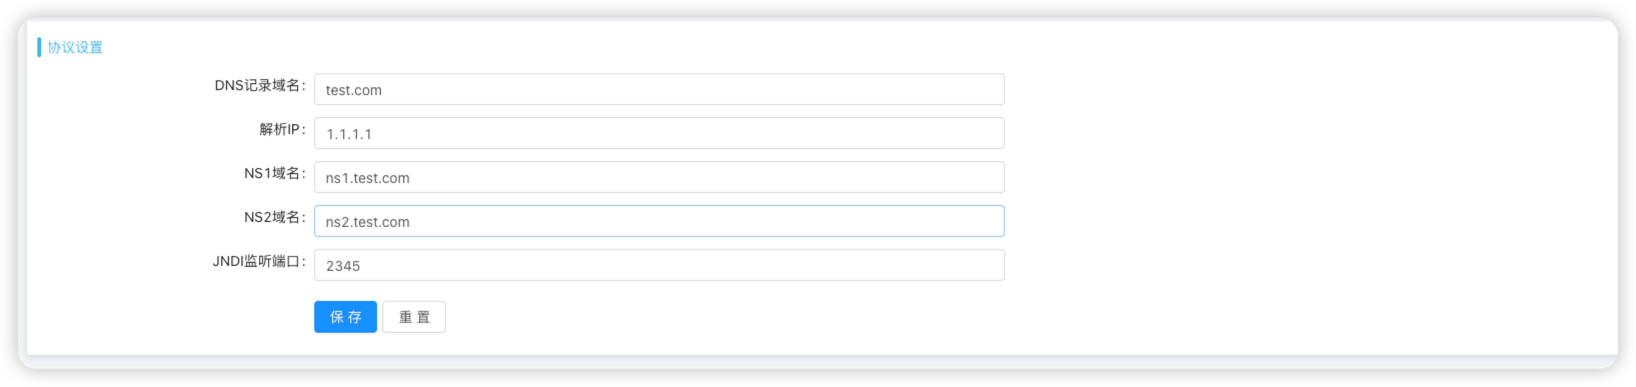 协议设置
DNS记录域名: test.com
解析IP: 1.1.1.1
NS1域名: ns1.test.com
NS2域名: ns2.test.com
JNDI监听端口: 2345
保 存 重 置